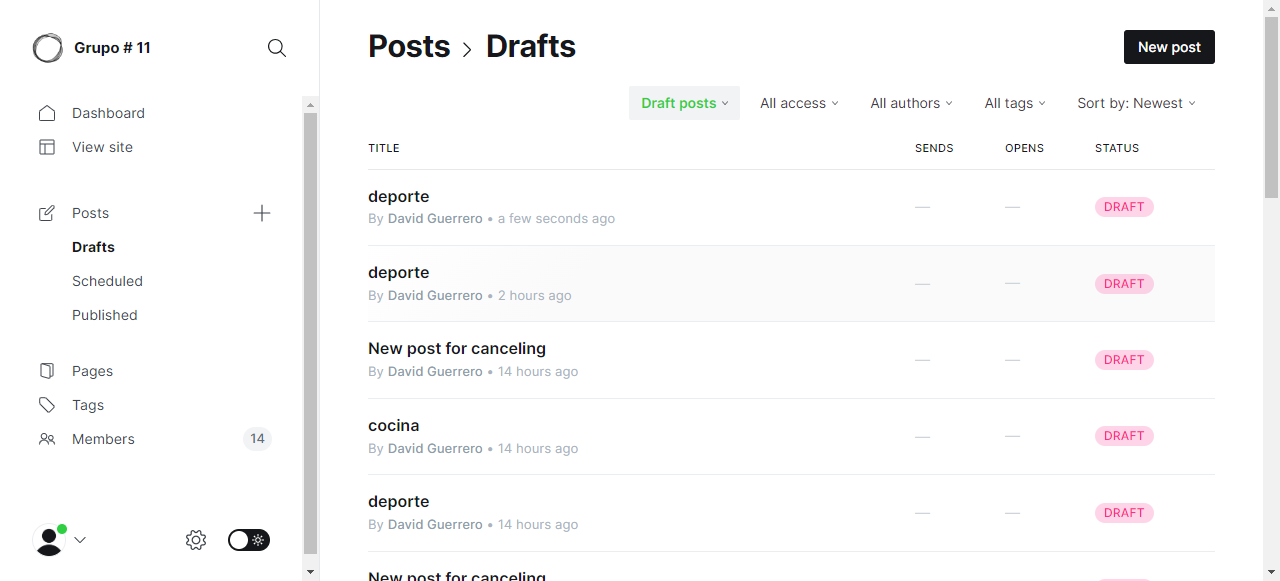 Grupo # 11
Dashboard
View site
Posts
Drafts
Scheduled
Published
Pages
Tags
Members 14
Posts › Drafts
New post
Draft posts
All access
All authors
All tags
Sort by: Newest
TITLE SENDS OPENS STATUS
deporte
By David Guerrero • a few seconds ago
— — DRAFT
deporte
By David Guerrero • 2 hours ago
— — DRAFT
New post for canceling
By David Guerrero • 14 hours ago
— — DRAFT
cocina
By David Guerrero • 14 hours ago
— — DRAFT
deporte
By David Guerrero • 14 hours ago
— — DRAFT
New post for canceling